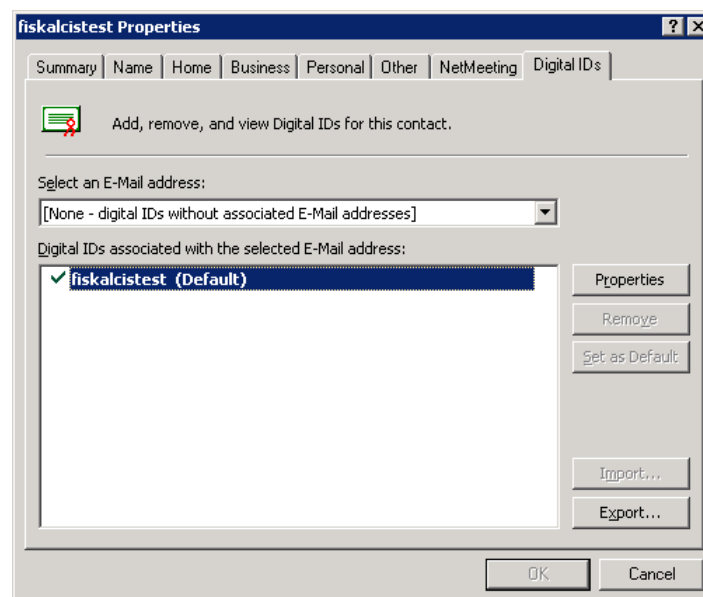 fiskalcistest Properties
Summary Name Home Business Personal Other NetMeeting Digital IDs
Add, remove, and view Digital IDs for this contact.
Select an E-Mail address:
[None - digital IDs without associated E-Mail addresses]
Digital IDs associated with the selected E-Mail address:
fiskalcistest (Default)
Properties
Remove
Set as Default
Import...
Export...
OK Cancel